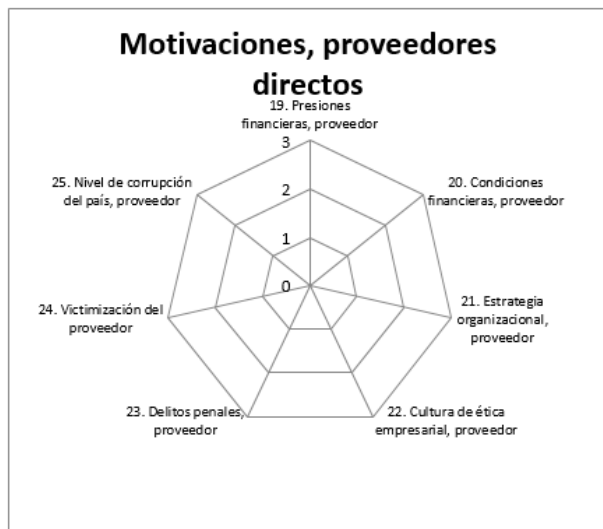 Motivaciones, proveedores
directos
19. Presiones
financieras, proveedor
20. Condiciones
financieras, proveedor
21. Estrategia
organizacional,
proveedor
22. Cultura de ética
empresarial, proveedor
23. Delitos penales,
proveedor
24. Victimización del
proveedor
25. Nivel de corrupción
del país, proveedor
3
2
1
0